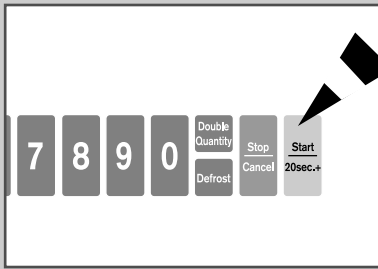 7 8 9 0
Double
Quantity
Defrost
Stop
Cancel
Start
20sec.+